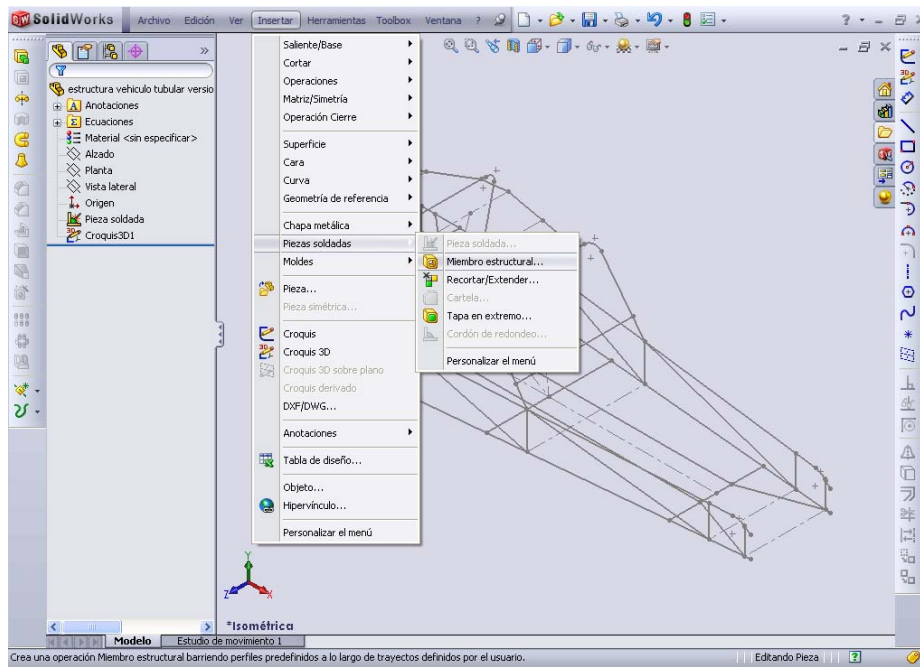 SolidWorks Archivo Edición Ver Insertar Herramientas Toolbox Ventana ?
estructura vehiculo tubular versio
Anotaciones
Ecuaciones
Material <sin especificar>
Alzado
Planta
Vista lateral
Origen
Pieza soldada
Croquis3D1
Saliente/Base
Cortar
Operaciones
Matriz/Simetría
Operación Cierre
Superficie
Cara
Curva
Geometría de referencia
Chapa metálica
Piezas soldadas
Moldes
Pieza...
Pieza simétrica...
Croquis
Croquis 3D
Croquis 3D sobre plano
Croquis derivado
DXF/DWG...
Anotaciones
Tabla de diseño...
Objeto...
Hipervínculo...
Personalizar el menú
Pieza soldada...
Miembro estructural...
Recortar/Extender...
Cartela...
Tapa en extremo...
Cordón de redondeo...
Personalizar el menú
Y
Z
X
*Isométrica
Modelo Estudio de movimiento 1
Crea una operación Miembro estructural barriendo perfiles predefinidos a lo largo de trayectos definidos por el usuario. Editando Pieza